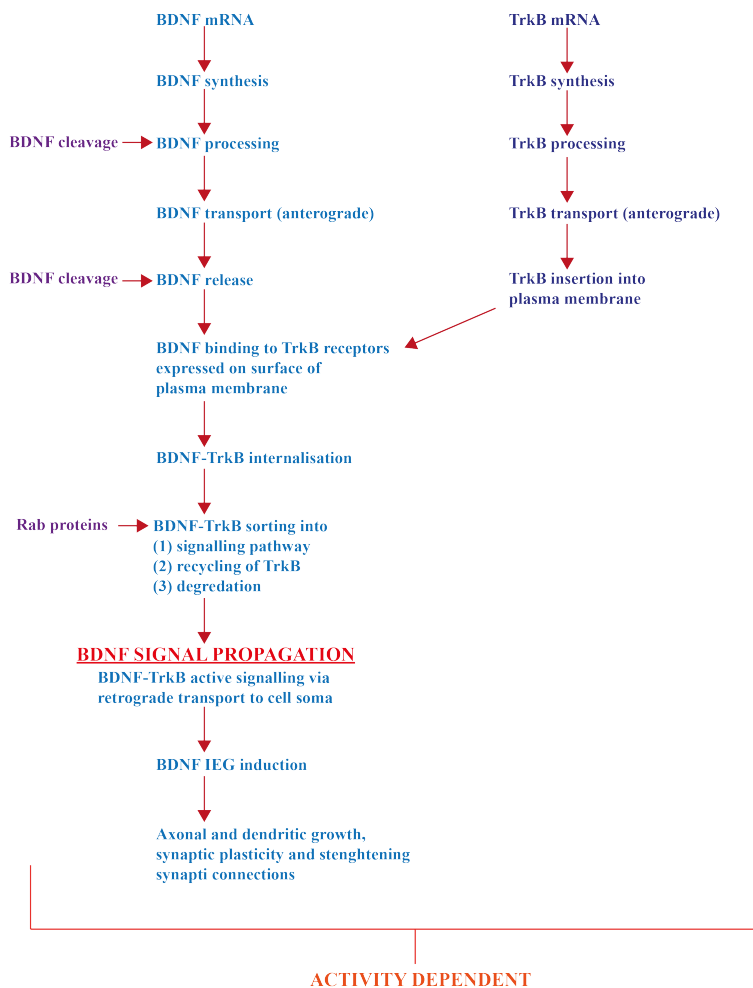 BDNF mRNA
TrkB mRNA
BDNF synthesis
TrkB synthesis
BDNF cleavage
BDNF processing
TrkB processing
BDNF transport (anterograde)
TrkB transport (anterograde)
BDNF cleavage
BDNF release
TrkB insertion into
plasma membrane
BDNF binding to TrkB receptors
expressed on surface of
plasma membrane
BDNF-TrkB internalisation
Rab proteins
BDNF-TrkB sorting into
(1) signalling pathway
(2) recycling of TrkB
(3) degredation
BDNF SIGNAL PROPAGATION
BDNF-TrkB active signalling via
retrograde transport to cell soma
BDNF IEG induction
Axonal and dendritic growth,
synaptic plasticity and stenghtening
synapti connections
ACTIVITY DEPENDENT